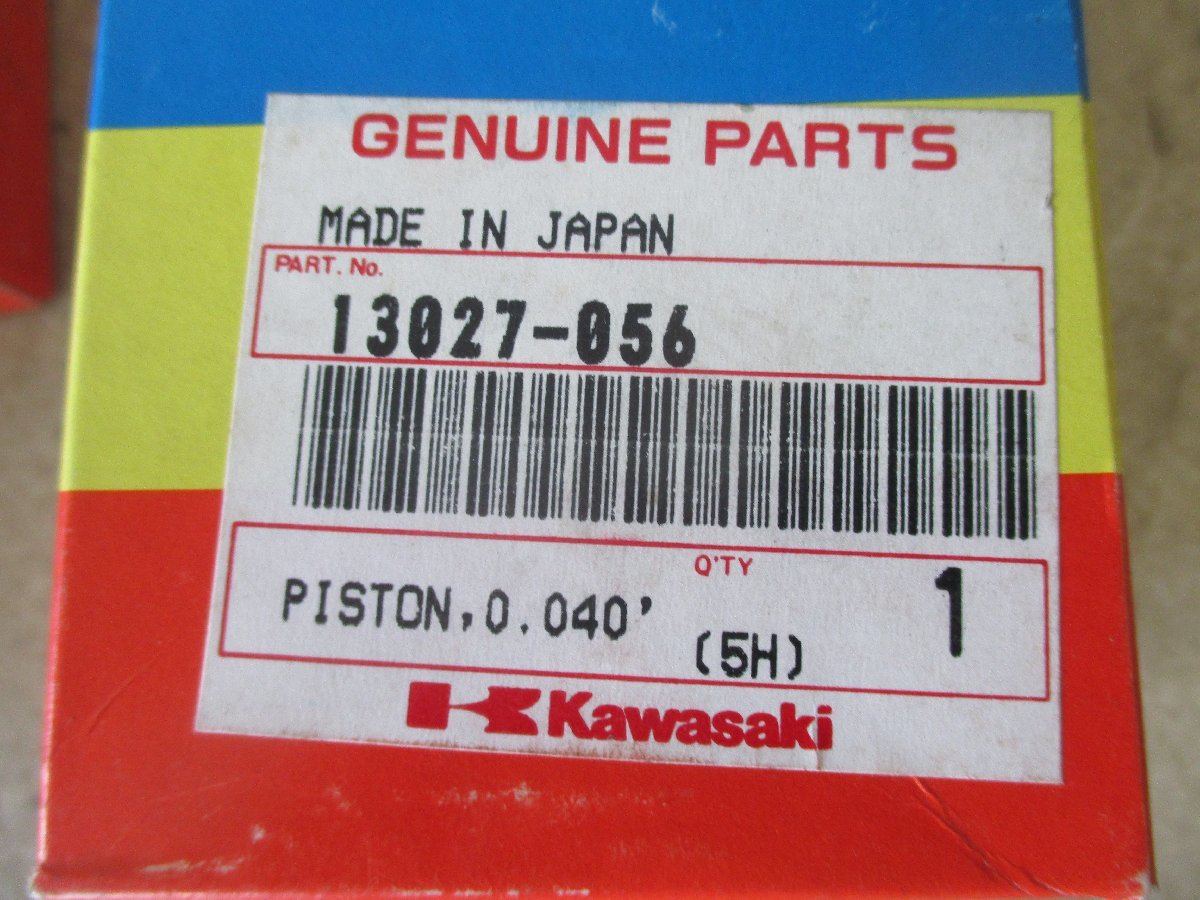 GENUINE PARTS
MADE IN JAPAN
PART. No.
13027-056
Q'TY
PISTON,0.040' (5H) 1
Kawasaki